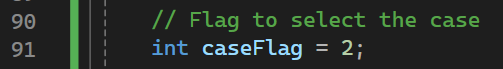 90 // Flag to select the case
91 int caseFlag = 2;